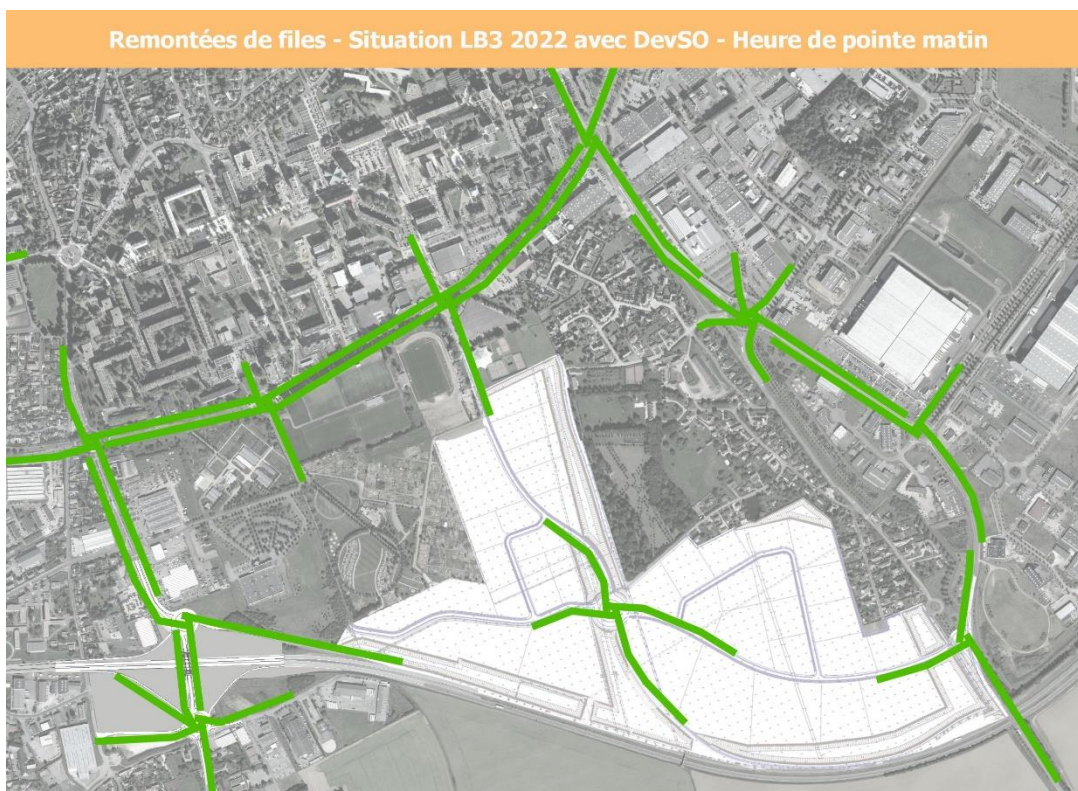 Remontées de files - Situation LB3 2022 avec DevSO - Heure de pointe matin